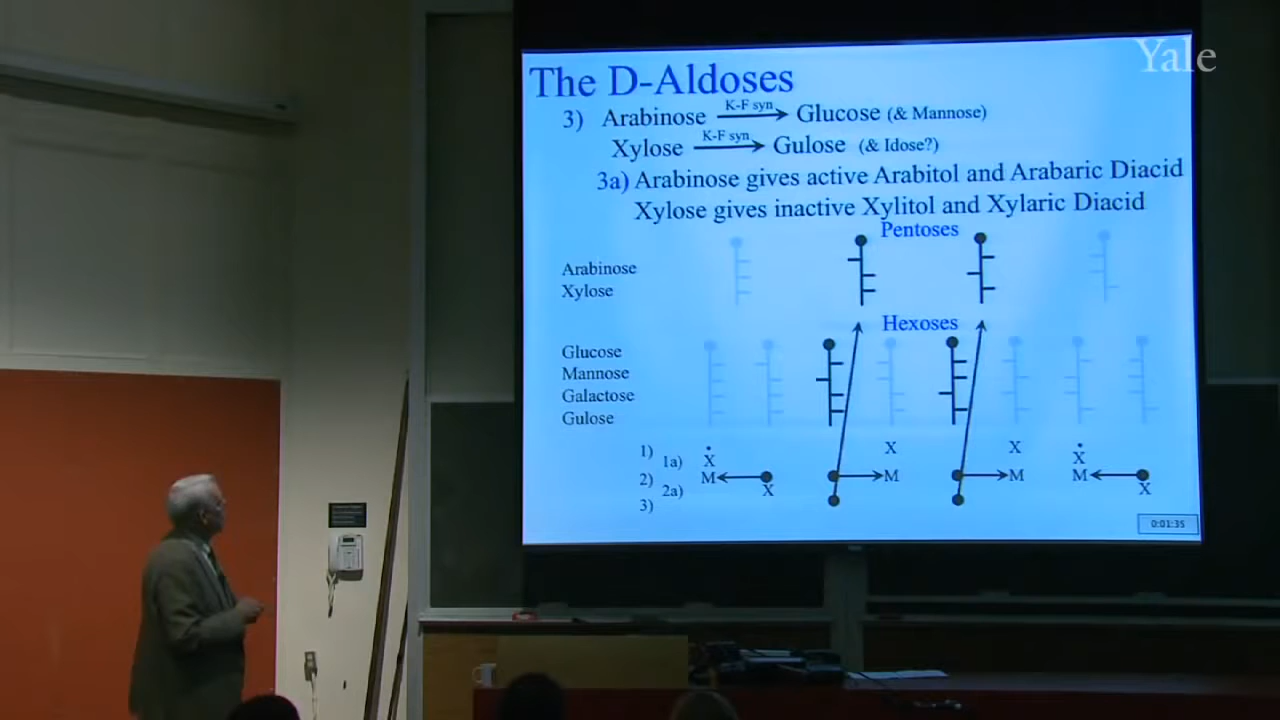 Yale
The D-Aldoses
3) Arabinose K-F syn Glucose (& Mannose)
Xylose K-F syn Gulose (& Idose?)
3a) Arabinose gives active Arabitol and Arabaric Diacid
Xylose gives inactive Xylitol and Xylaric Diacid
Pentoses
Arabinose
Xylose
Hexoses
Glucose
Mannose
Galactose
Gulose
1) X X
1a) Ẋ Ẋ
2) M M M M
2a) X X
3)
0:01:35